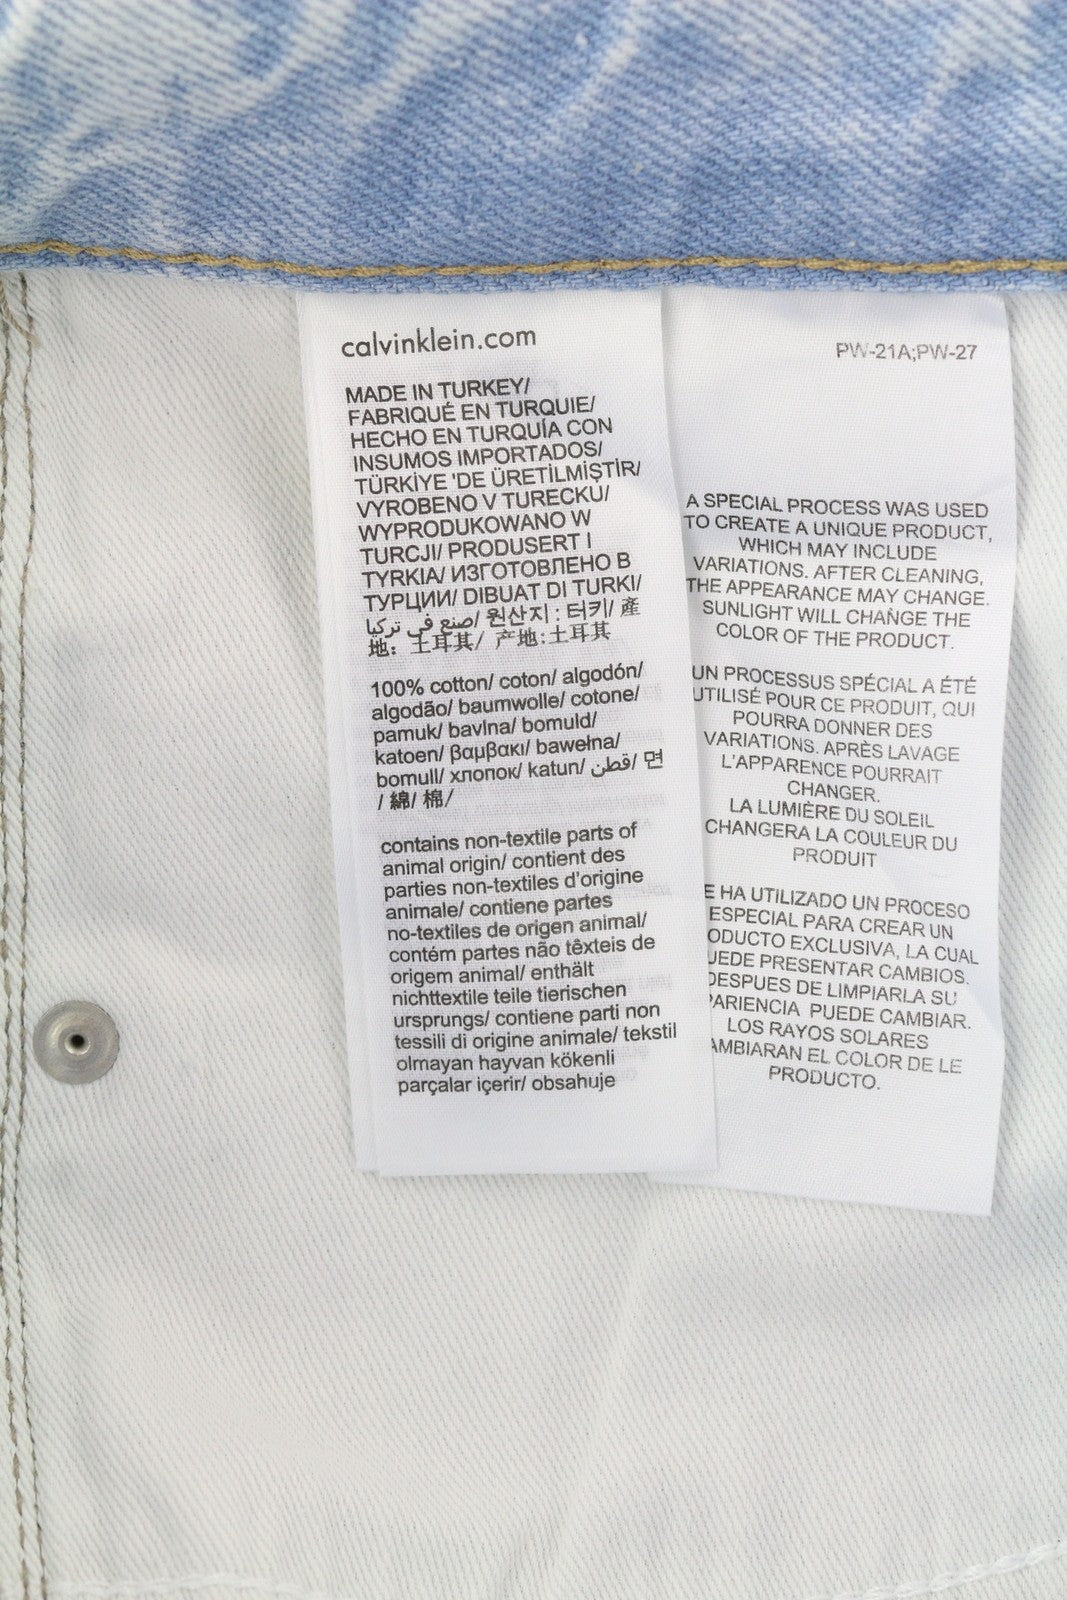 calvinklein.com
MADE IN TURKEY/
FABRIQUÉ EN TURQUIE/
HECHO EN TURQUÍA CON
INSUMOS IMPORTADOS/
TÜRKİYE 'DE ÜRETİLMİŞTİR/
VYROBENO V TURECKU/
WYPRODUKOWANO W
TURCJI/ PRODUSERT I
TYRKIA/ ИЗГОТОВЛЕНО В
ТУРЦИИ/ DIBUAT DI TURKI/
صنع في تركيا/ 원산지 : 터키/ 產
地：土耳其/ 产地:土耳其
100% cotton/ coton/ algodón/
algodão/ baumwolle/ cotone/
pamuk/ bavlna/ bomuld/
katoen/ βαμβακι/ bawełna/
bomull/ хлопок/ katun/ قطن/ 면
/ 綿/ 棉/
contains non-textile parts of
animal origin/ contient des
parties non-textiles d'origine
animale/ contiene partes
no-textiles de origen animal/
contém partes não têxteis de
origem animal/ enthält
nichttextile teile tierischen
ursprungs/ contiene parti non
tessili di origine animale/ tekstil
olmayan hayvan kökenli
parçalar içerir/ obsahuje
PW-21A;PW-27
A SPECIAL PROCESS WAS USED
TO CREATE A UNIQUE PRODUCT,
WHICH MAY INCLUDE
VARIATIONS. AFTER CLEANING,
THE APPEARANCE MAY CHANGE.
SUNLIGHT WILL CHANGE THE
COLOR OF THE PRODUCT.
UN PROCESSUS SPÉCIAL A ÉTÉ
UTILISÉ POUR CE PRODUIT, QUI
POURRA DONNER DES
VARIATIONS. APRÈS LAVAGE
L'APPARENCE POURRAIT
CHANGER.
LA LUMIÈRE DU SOLEIL
CHANGERA LA COULEUR DU
PRODUIT
E HA UTILIZADO UN PROCESO
ESPECIAL PARA CREAR UN
ODUCTO EXCLUSIVA, LA CUAL
UEDE PRESENTAR CAMBIOS.
DESPUES DE LIMPIARLA SU
PARIENCIA PUEDE CAMBIAR.
LOS RAYOS SOLARES
AMBIARAN EL COLOR DE LE
PRODUCTO.